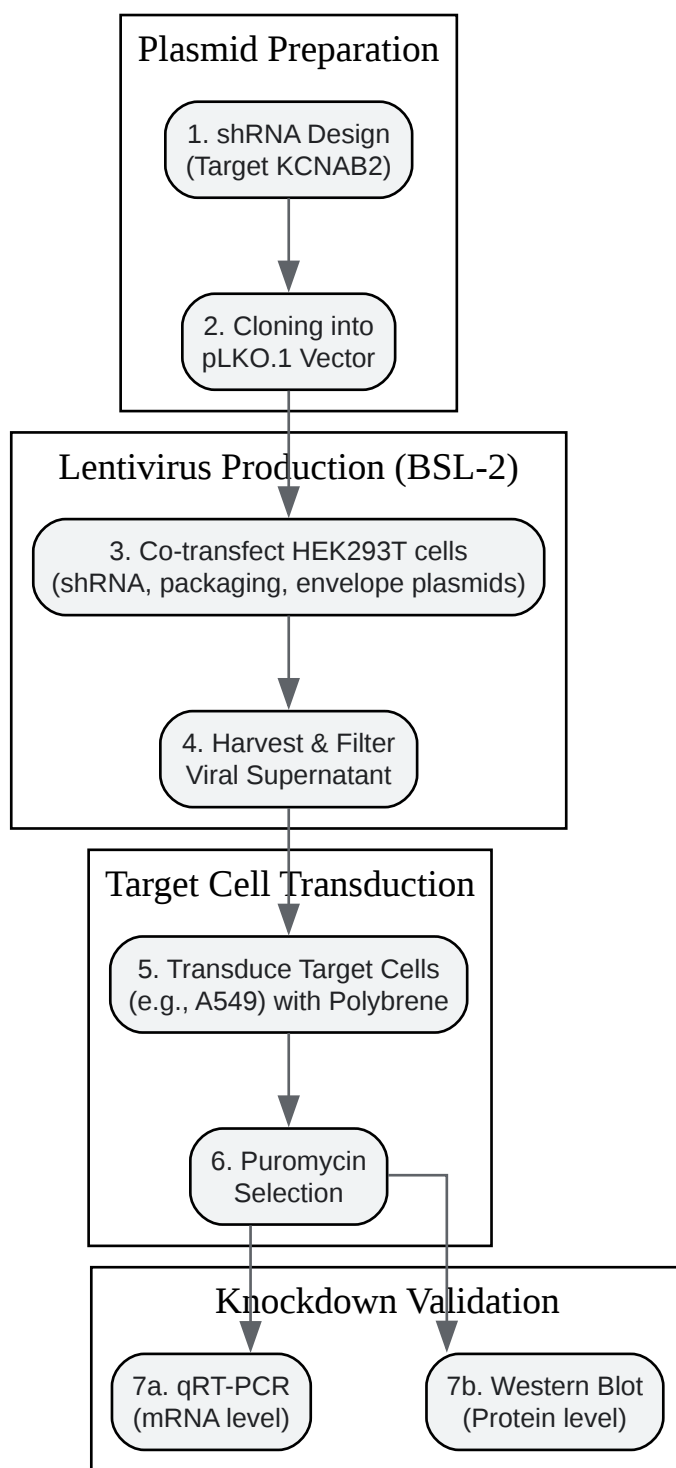 Plasmid Preparation
1. shRNA Design
(Target KCNAB2)
2. Cloning into
pLKO.1 Vector
Lentivirus Production (BSL-2)
3. Co-transfect HEK293T cells
(shRNA, packaging, envelope plasmids)
4. Harvest & Filter
Viral Supernatant
Target Cell Transduction
5. Transduce Target Cells
(e.g., A549) with Polybrene
6. Puromycin
Selection
Knockdown Validation
7a. qRT-PCR
(mRNA level)
7b. Western Blot
(Protein level)